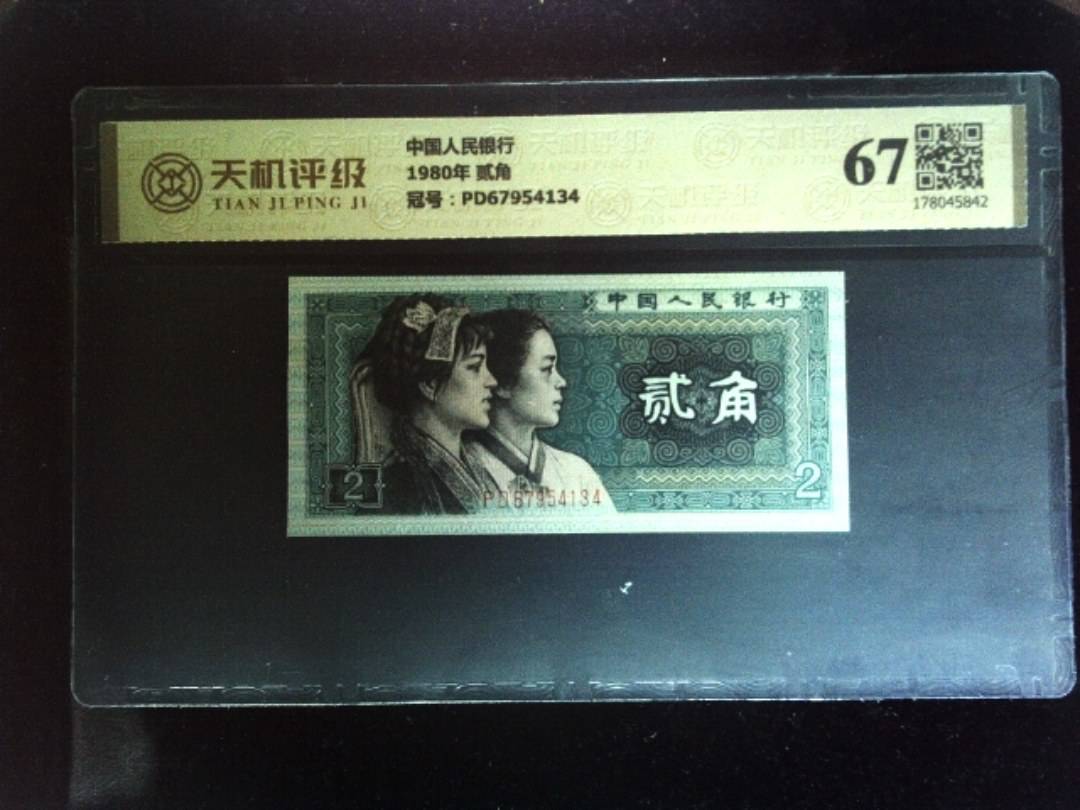 天机评级
TIAN JI PING JI
中国人民银行
1980年 贰角
冠号：PD67954134
67
178045842
中国人民银行
贰角
2
PD67954134
2